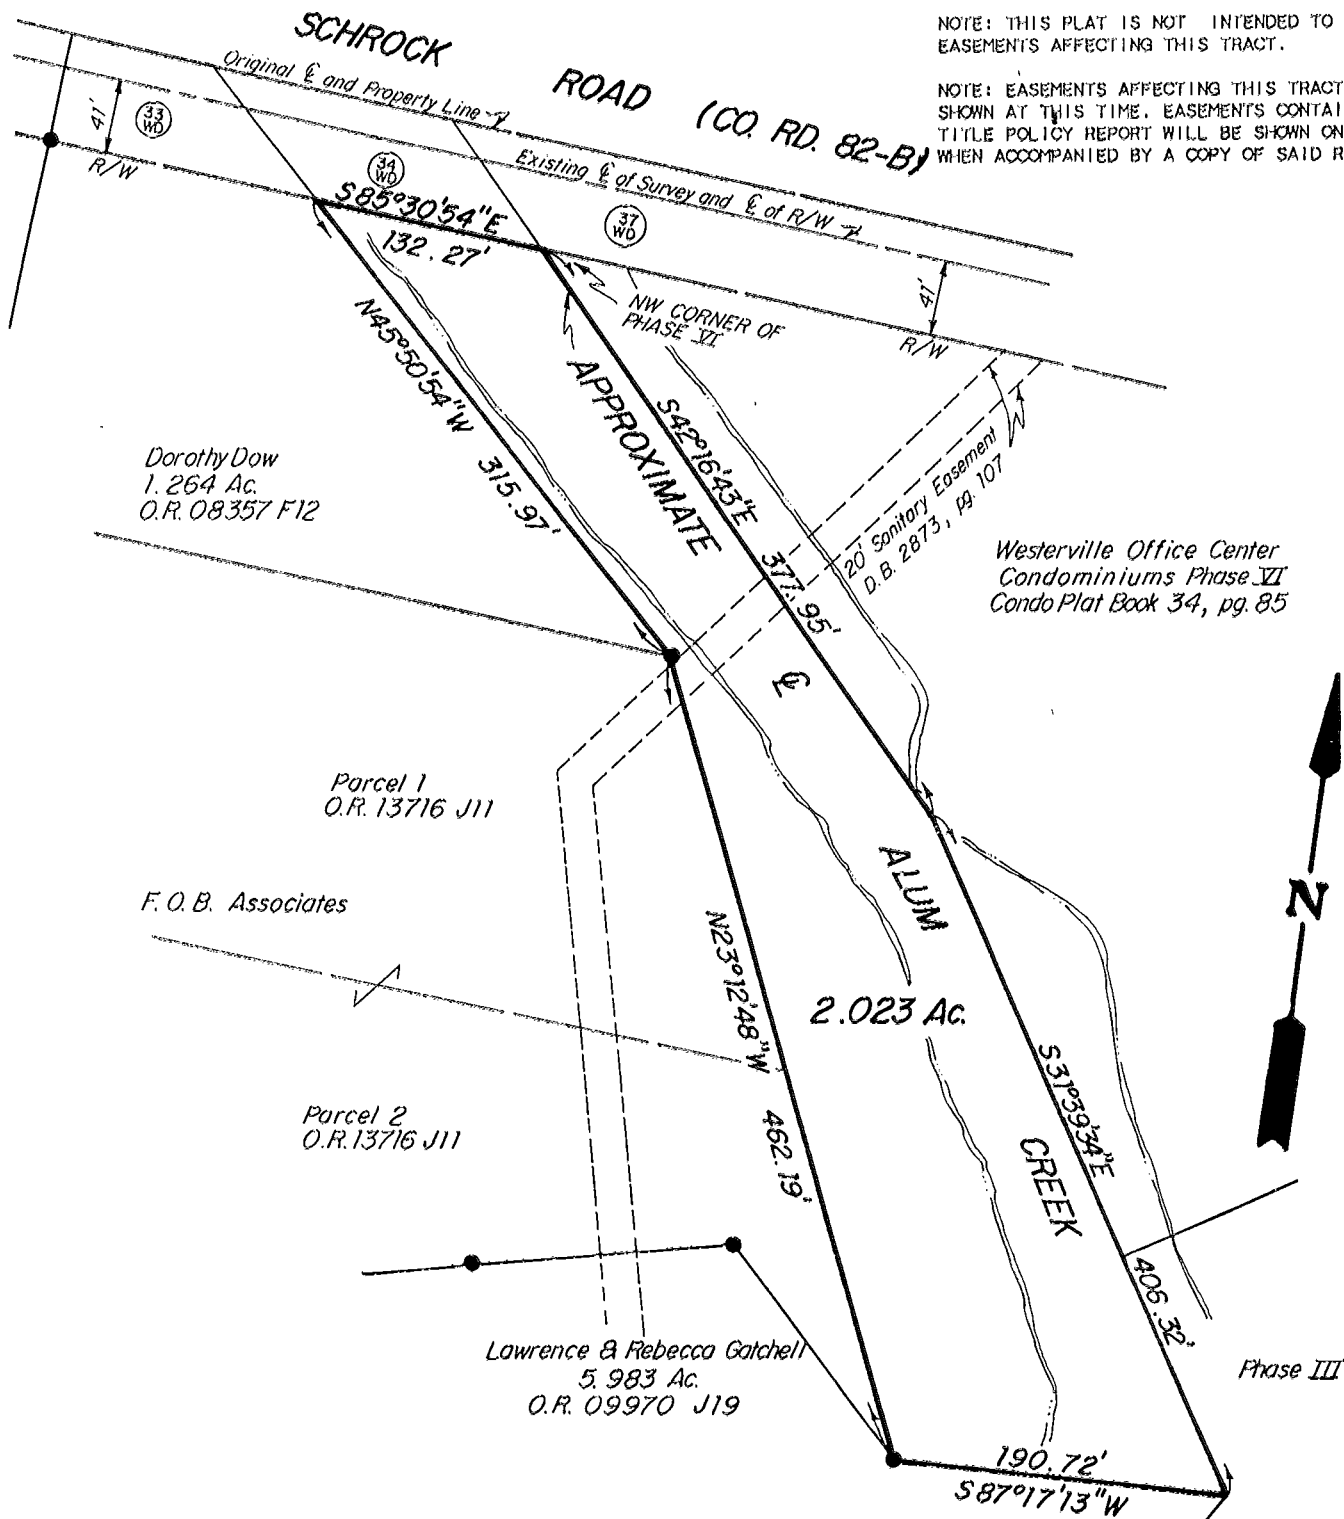 NOTE: THIS PLAT IS NOT INTENDED TO
EASEMENTS AFFECTING THIS TRACT.
NOTE: EASEMENTS AFFECTING THIS TRACT
SHOWN AT THIS TIME. EASEMENTS CONTAI
TITLE POLICY REPORT WILL BE SHOWN ON
WHEN ACCOMPANIED BY A COPY OF SAID R
SCHROCK ROAD (CO. RD. 82-B)
Original ℄ and Property Line
41'
33
WD
R/W
34
WD
Existing ℄ of Survey and ℄ of R/W
37
WD
S85°30'54"E
132.27'
41'
R/W
NW CORNER OF
PHASE VI
N45°50'54"W 315.97'
APPROXIMATE ℄ ALUM CREEK
S42°16'43"E 377.95'
20' Sanitary Easement
D.B. 2873, pg. 107
Dorothy Dow
1.264 Ac.
O.R. 08357 F12
Westerville Office Center
Condominiums Phase VI
Condo Plat Book 34, pg. 85
Parcel 1
O.R. 13716 J11
F.O.B. Associates
N
N23°12'48"W 462.19'
2.023 Ac.
S31°39'34"E 406.32'
Parcel 2
O.R. 13716 J11
Lawrence & Rebecca Gatchell
5.983 Ac.
O.R. 09970 J19
Phase III
190.72'
S87°17'13"W